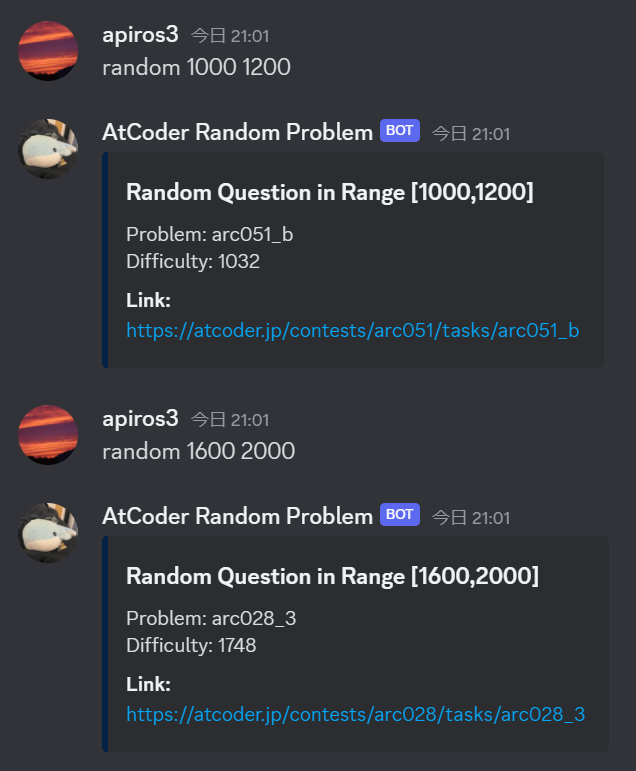 apiros3 今日 21:01
random 1000 1200
AtCoder Random Problem BOT 今日 21:01
Random Question in Range [1000,1200]
Problem: arc051_b
Difficulty: 1032
Link:
https://atcoder.jp/contests/arc051/tasks/arc051_b
apiros3 今日 21:01
random 1600 2000
AtCoder Random Problem BOT 今日 21:01
Random Question in Range [1600,2000]
Problem: arc028_3
Difficulty: 1748
Link:
https://atcoder.jp/contests/arc028/tasks/arc028_3